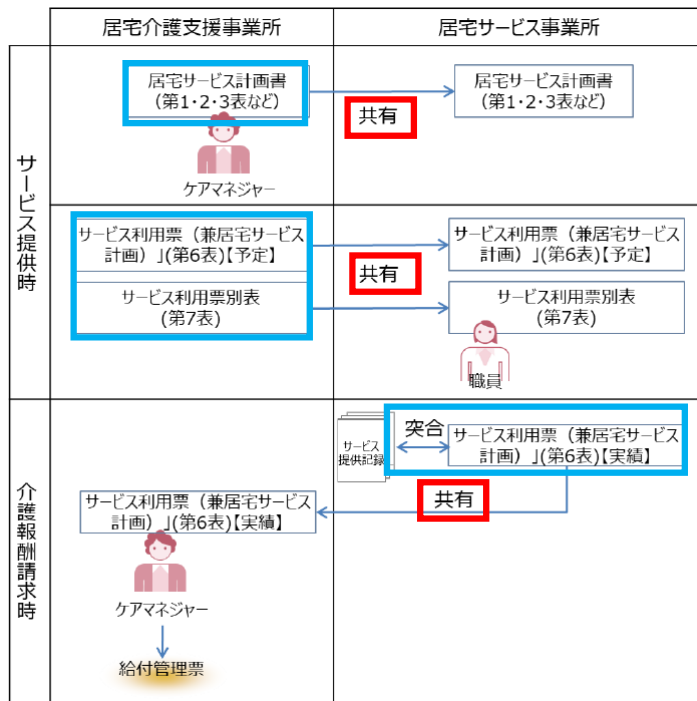 居宅介護支援事業所
居宅サービス事業所
サービス提供時
居宅サービス計画書
（第1・2・3表など）
共有
居宅サービス計画書
（第1・2・3表など）
ケアマネジャー
サービス利用票（兼居宅サービス
計画）」(第6表)【予定】
共有
サービス利用票（兼居宅サービス
計画）」(第6表)【予定】
サービス利用票別表
(第7表)
サービス利用票別表
(第7表)
職員
介護報酬請求時
サービス
提供記録
突合
サービス利用票（兼居宅サービス
計画）」(第6表)【実績】
共有
サービス利用票（兼居宅サービス
計画）」(第6表)【実績】
ケアマネジャー
給付管理票